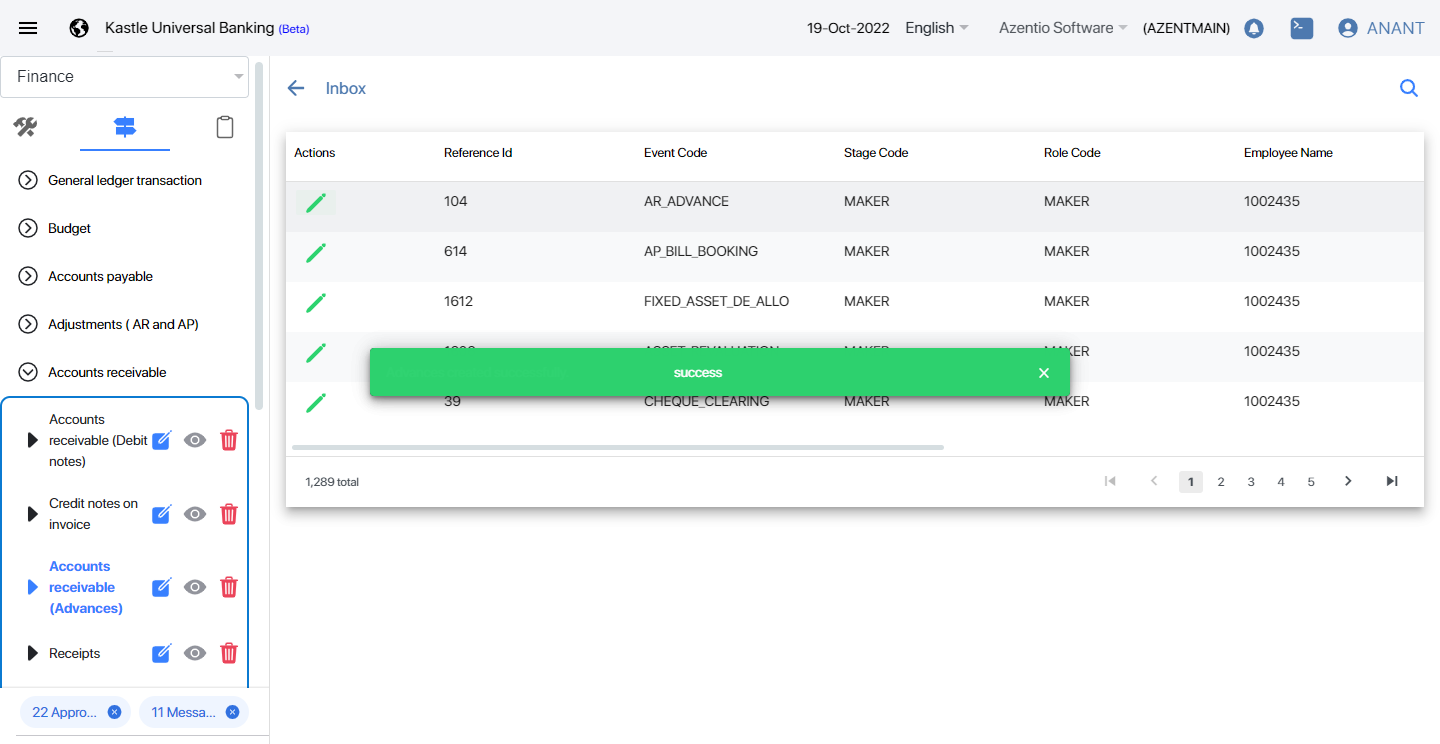 Kastle Universal Banking (Beta)
19-Oct-2022
English
Azentio Software
(AZENTMAIN)
ANANT
Finance
General ledger transaction
Budget
Accounts payable
Adjustments ( AR and AP)
Accounts receivable
Accounts
receivable (Debit
notes)
Credit notes on
invoice
Accounts
receivable
(Advances)
Receipts
22 Appro...
11 Messa...
Inbox
Actions Reference Id Event Code Stage Code Role Code Employee Name
104 AR_ADVANCE MAKER MAKER 1002435
614 AP_BILL_BOOKING MAKER MAKER 1002435
1612 FIXED_ASSET_DE_ALLO MAKER MAKER 1002435
ASSET_REVALUATION MAKER MAKER 1002435
success
39 CHEQUE_CLEARING MAKER MAKER 1002435
1,289 total
1 2 3 4 5